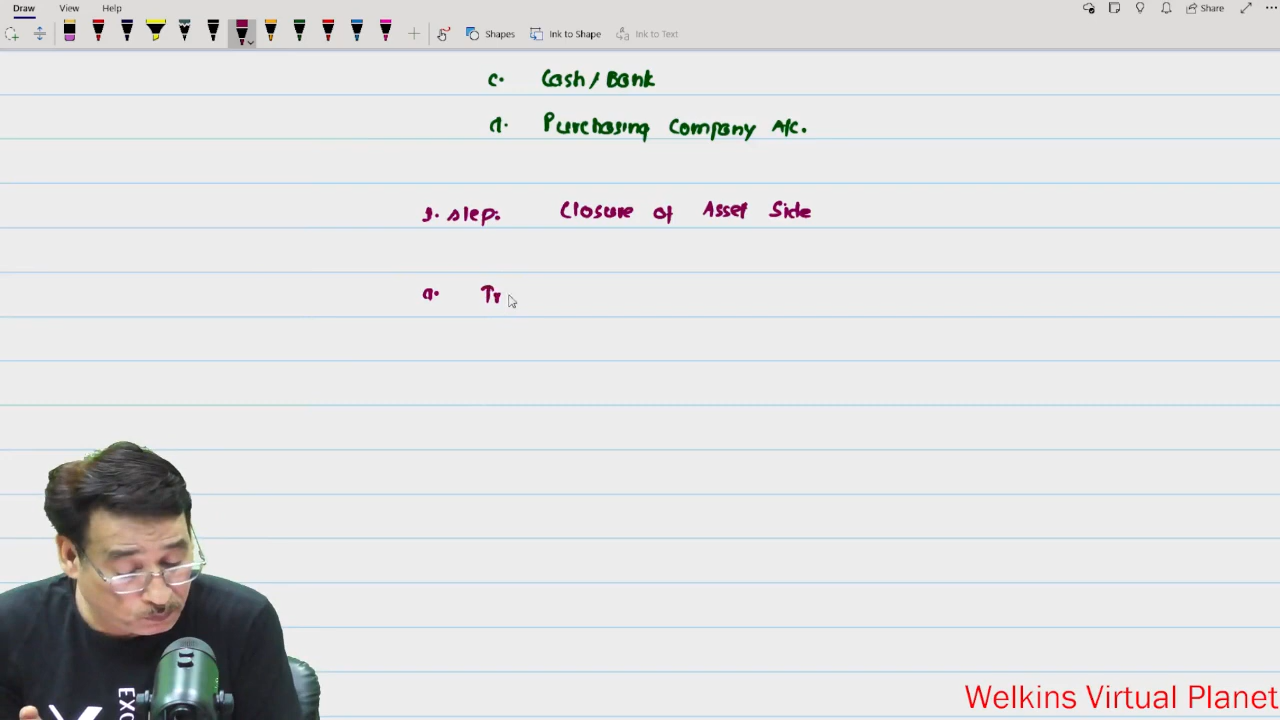 Draw View Help
Share
Shapes Ink to Shape Ink to Text
c. Cash/Bank
d. Purchasing Company A/c.
step. Closure of Asset Side
a. Tr
EXO
Welkins Virtual Planet